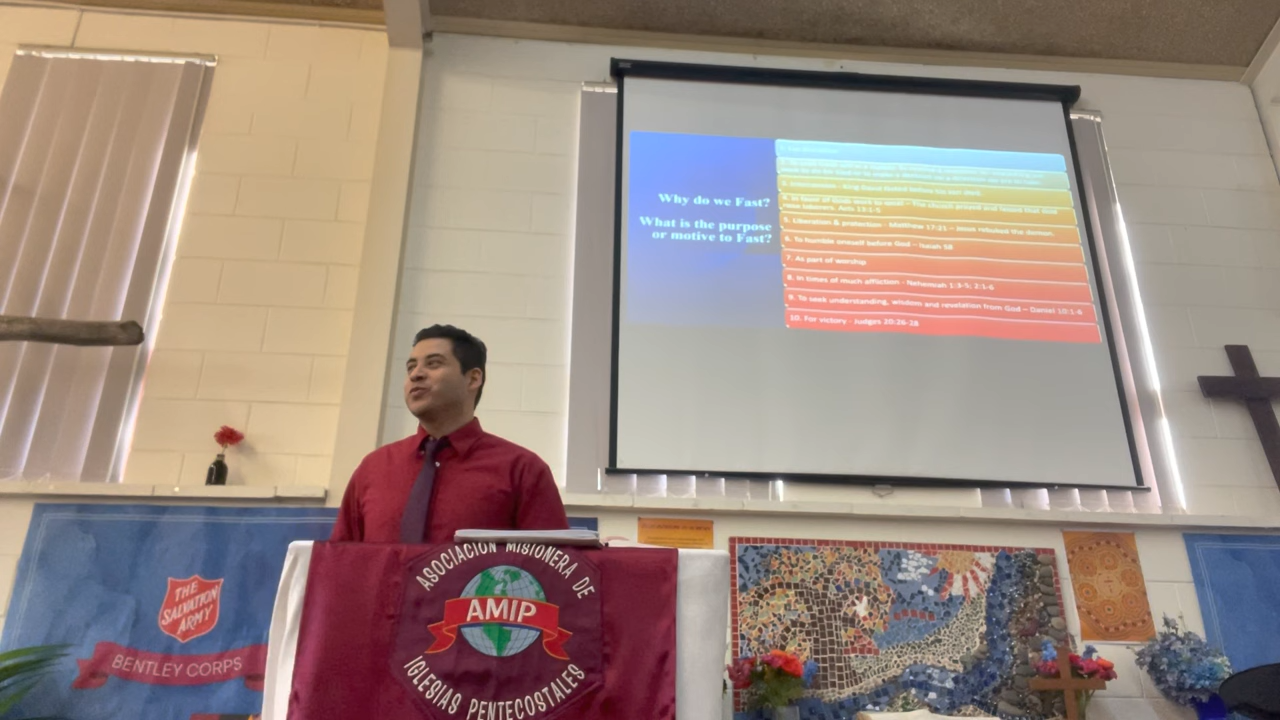 Why do we Fast?
What is the purpose
or motive to Fast?
3. Intercession - King David fasted before his son died
4. In favor of Gods work to send – The church prayed and fasted that God
raise laborers. Acts 13:1-5
5. Liberation & protection - Matthew 17:21 – Jesus rebuked the demon.
6. To humble oneself before God – Isaiah 58
7. As part of worship
8. In times of much affliction - Nehemiah 1:3-5; 2:1-6
9. To seek understanding, wisdom and revelation from God – Daniel 10:1-6
10. For victory - Judges 20:26-28
THE
SALVATION
ARMY
BENTLEY CORPS
ASOCIACION MISIONERA DE
AMIP
IGLESIAS PENTECOSTALES